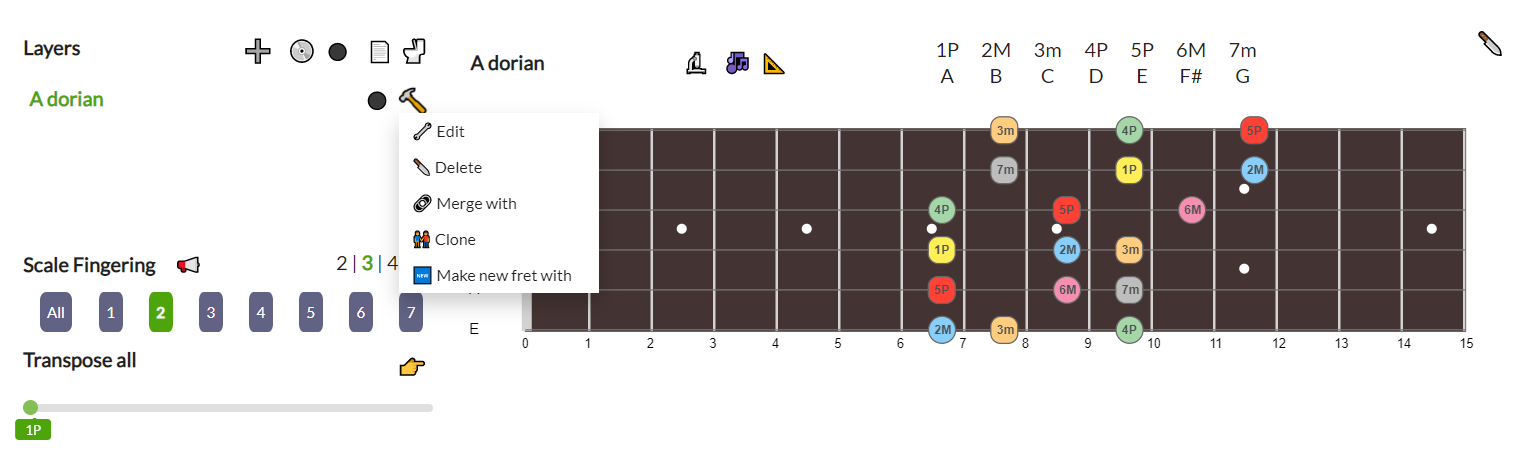 Layers
A dorian
Edit
Delete
Merge with
Clone
NEW Make new fret with
Scale Fingering 2 | 3 | 4
All 1 2 3 4 5 6 7
Transpose all
1P
A dorian
1P 2M 3m 4P 5P 6M 7m
A B C D E F# G
3m 4P 5P
7m 1P 2M
4P 5P 6M
1P 2M 3m
5P 6M 7m
E 2M 3m 4P
0 1 2 3 4 5 6 7 8 9 10 11 12 13 14 15